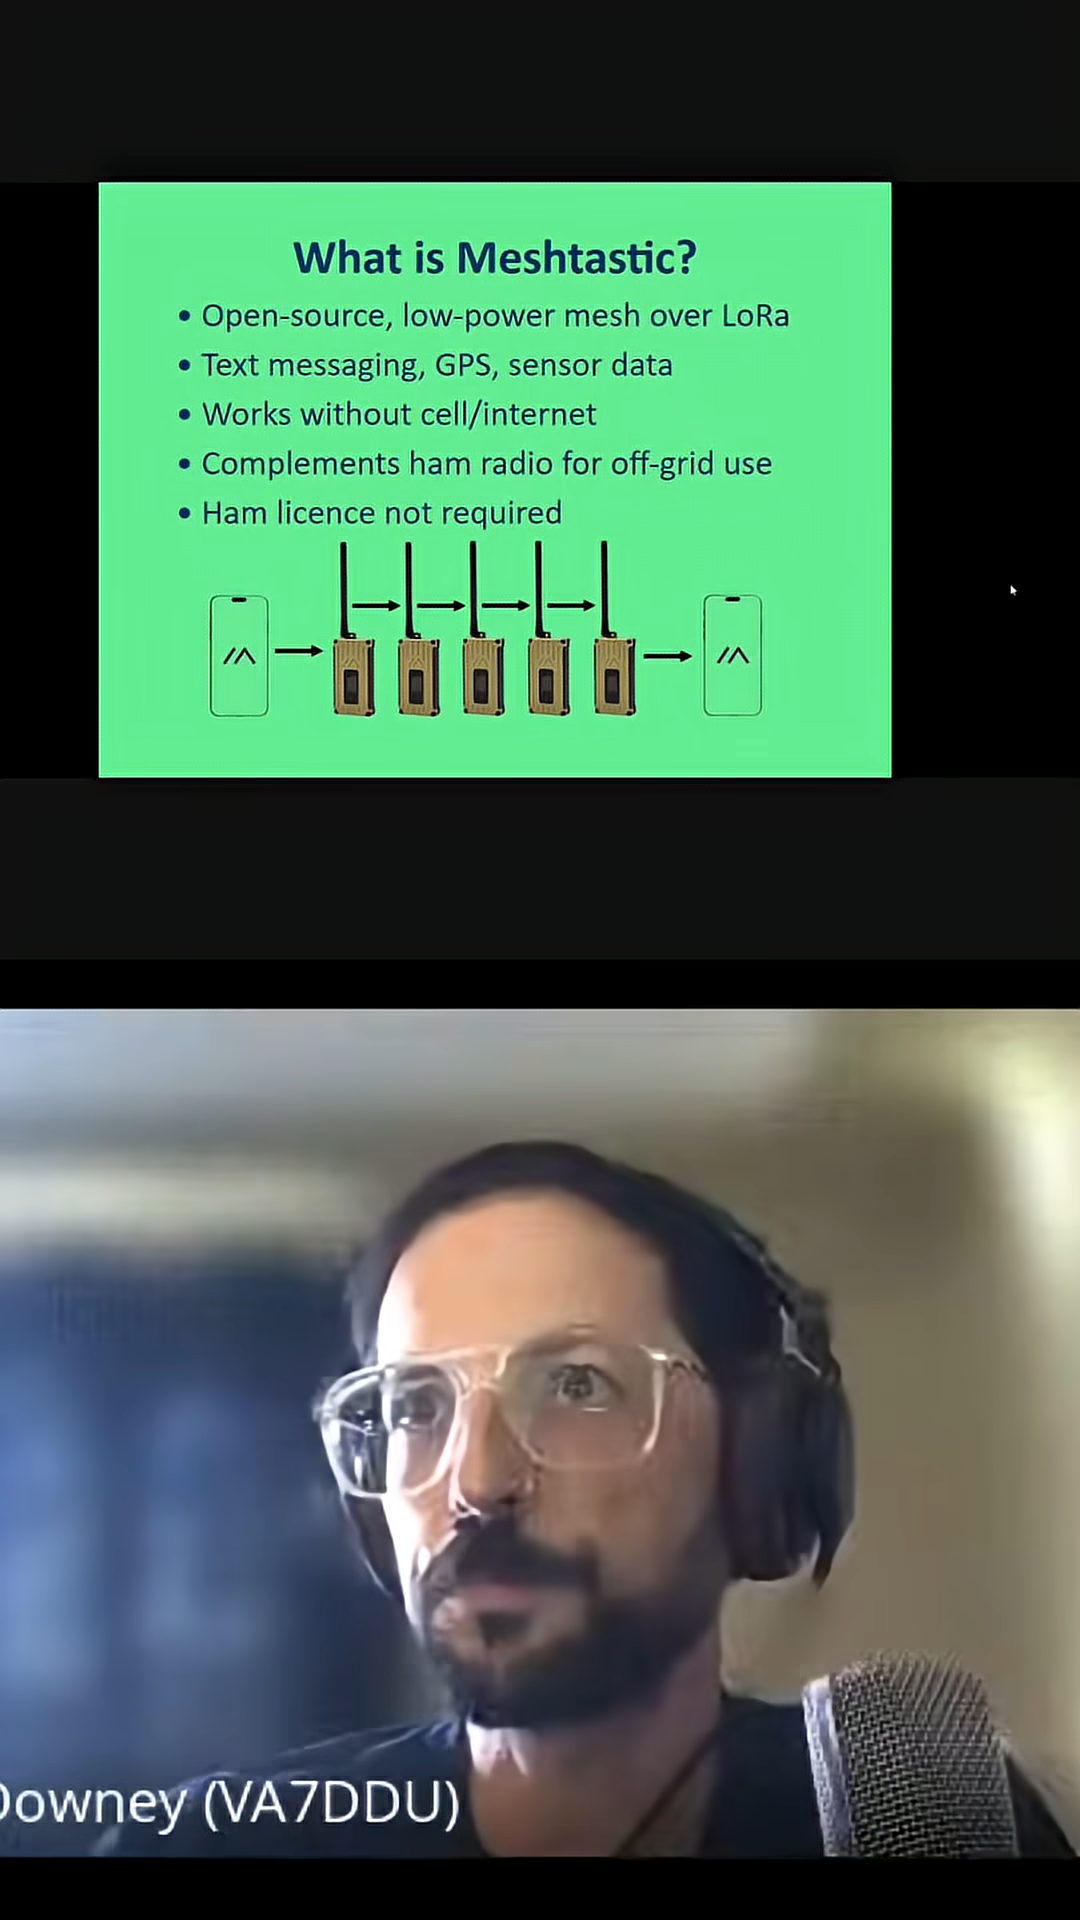 What is Meshtastic?
• Open-source, low-power mesh over LoRa
• Text messaging, GPS, sensor data
• Works without cell/internet
• Complements ham radio for off-grid use
• Ham licence not required
Downey (VA7DDU)